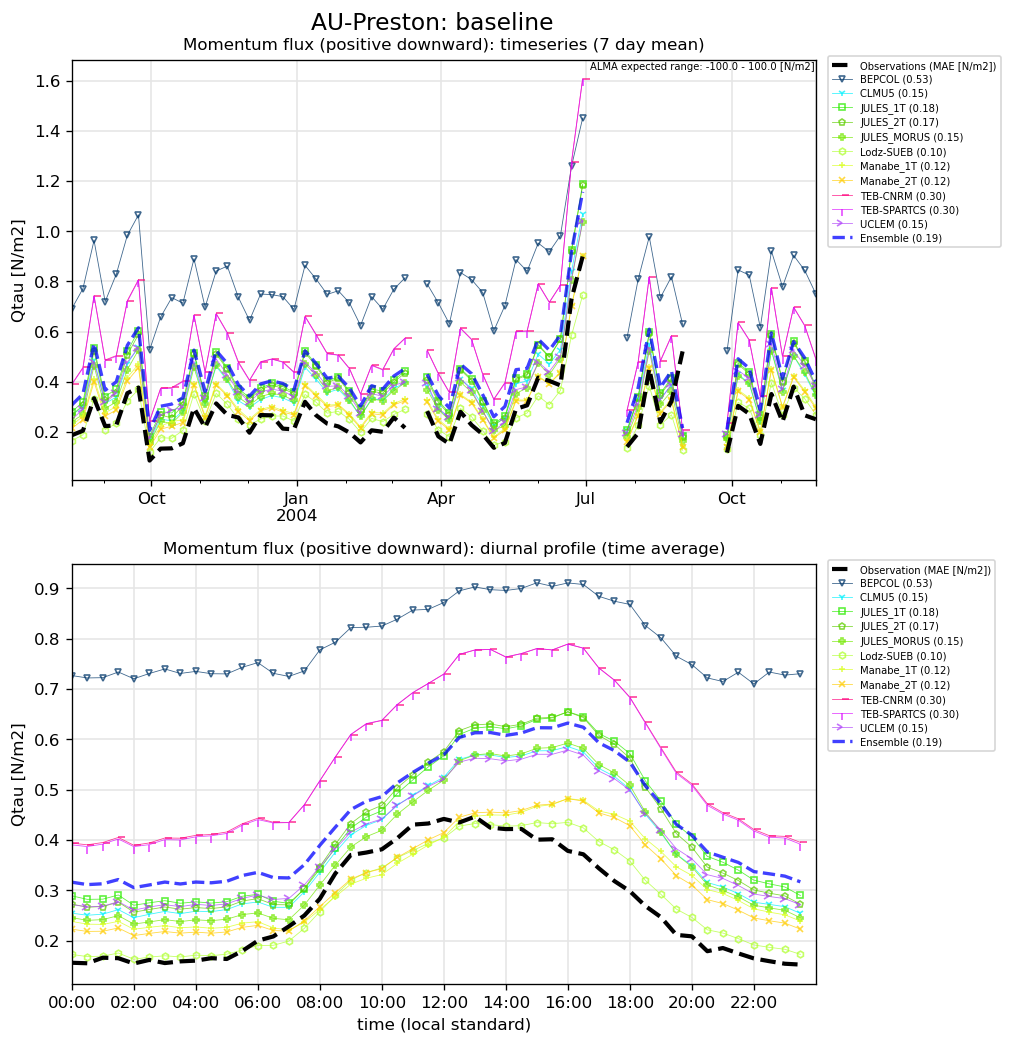 AU-Preston: baseline
Momentum flux (positive downward): timeseries (7 day mean)
ALMA expected range: -100.0 - 100.0 [N/m2]
Qtau [N/m2]
1.6
1.4
1.2
1.0
0.8
0.6
0.4
0.2
Oct
Jan
2004
Apr
Jul
Oct
Observations (MAE [N/m2])
BEPCOL (0.53)
CLMU5 (0.15)
JULES_1T (0.18)
JULES_2T (0.17)
JULES_MORUS (0.15)
Lodz-SUEB (0.10)
Manabe_1T (0.12)
Manabe_2T (0.12)
TEB-CNRM (0.30)
TEB-SPARTCS (0.30)
UCLEM (0.15)
Ensemble (0.19)
Momentum flux (positive downward): diurnal profile (time average)
Qtau [N/m2]
0.9
0.8
0.7
0.6
0.5
0.4
0.3
0.2
00:00 02:00 04:00 06:00 08:00 10:00 12:00 14:00 16:00 18:00 20:00 22:00
time (local standard)
Observation (MAE [N/m2])
BEPCOL (0.53)
CLMU5 (0.15)
JULES_1T (0.18)
JULES_2T (0.17)
JULES_MORUS (0.15)
Lodz-SUEB (0.10)
Manabe_1T (0.12)
Manabe_2T (0.12)
TEB-CNRM (0.30)
TEB-SPARTCS (0.30)
UCLEM (0.15)
Ensemble (0.19)